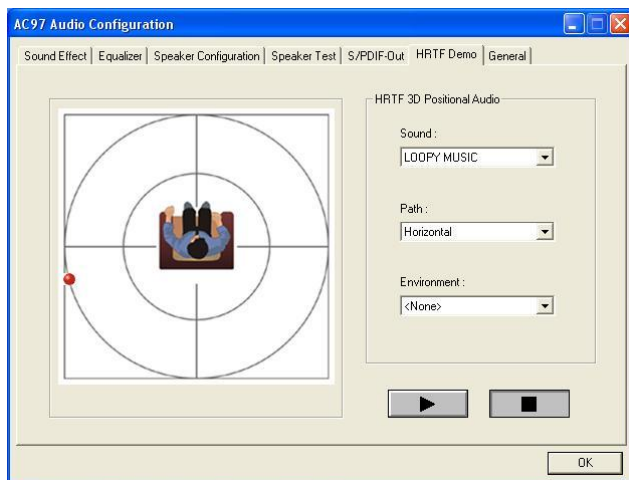 AC97 Audio Configuration
Sound Effect Equalizer Speaker Configuration Speaker Test S/PDIF-Out HRTF Demo General
HRTF 3D Positional Audio
Sound :
LOOPY MUSIC
Path :
Horizontal
Environment :
<None>
OK